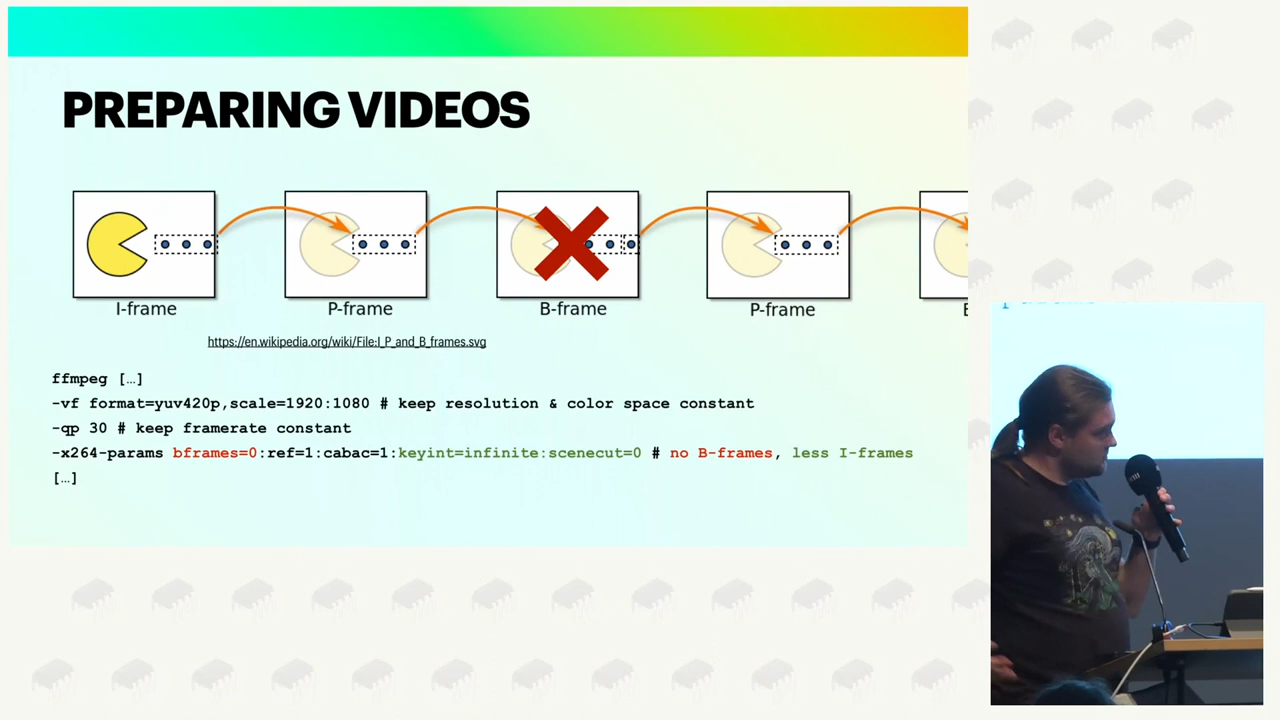 PREPARING VIDEOS
I-frame
P-frame
B-frame
P-frame
https://en.wikipedia.org/wiki/File:I_P_and_B_frames.svg
ffmpeg […]
-vf format=yuv420p,scale=1920:1080 # keep resolution & color space constant
-qp 30 # keep framerate constant
-x264-params bframes=0:ref=1:cabac=1:keyint=infinite:scenecut=0 # no B-frames, less I-frames
[…]